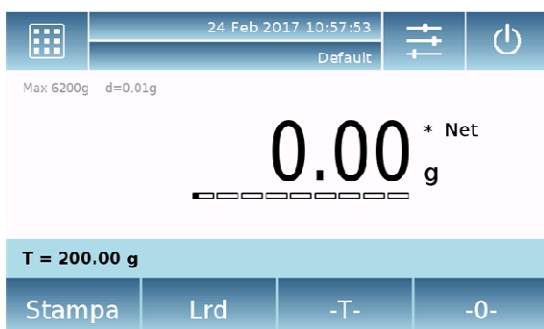 24 Feb 2017 10:57:53
Default
Max 6200g d=0.01g
0.00 * Net
g
T = 200.00 g
Stampa Lrd -T- -0-